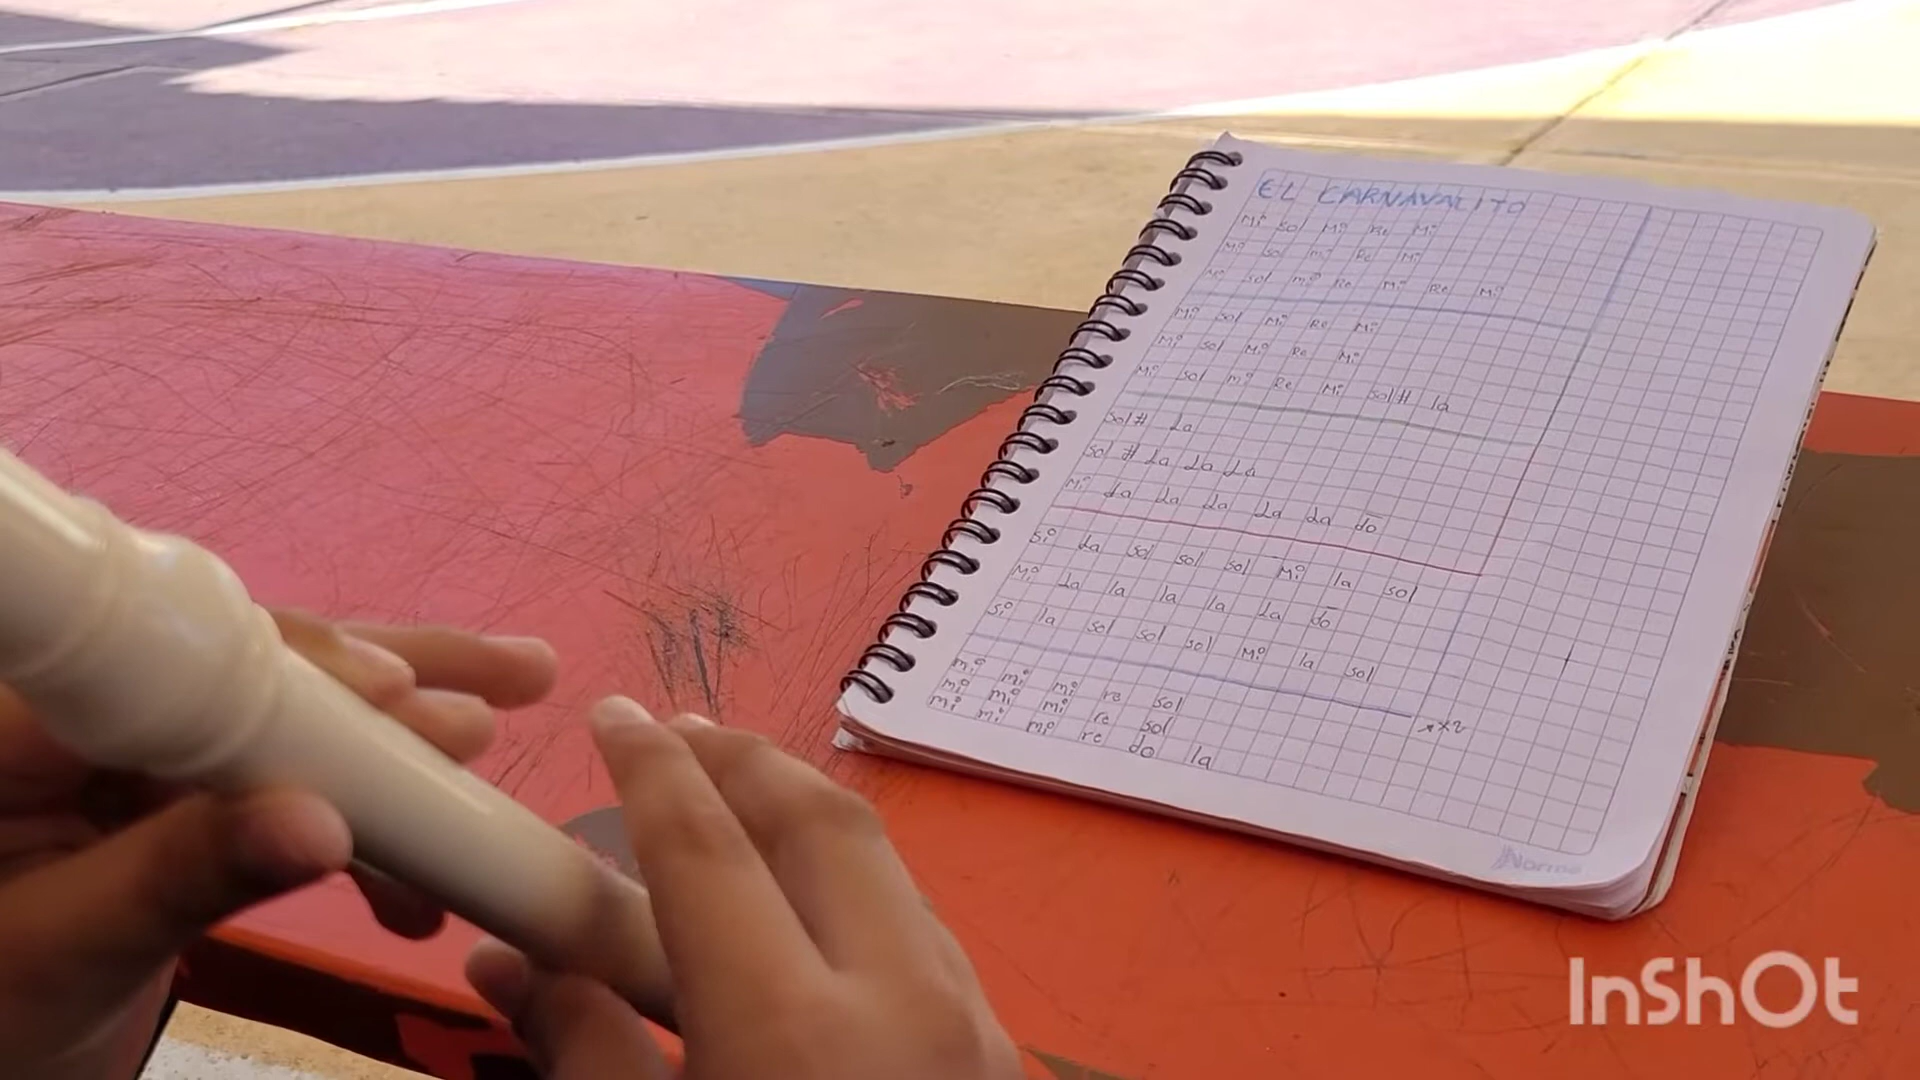 EL CARNAVALITO
Mi sol Mi Re Mi
Mi sol mi Re Mi
Mi sol mi Re Mi Re Mi
Mi sol Mi Re Mi
Mi sol Mi Re Mi
Mi sol mi Re Mi sol# la
Sol# La
Sol # La La La
Mi La La La La La do
Si La sol sol sol Mi la sol
Mi La la la la La do
Si la sol sol sol Mi la sol
mi mi mi re sol
mi mi mi re sol
mi mi mi re do la
x2
Norma
InShOt